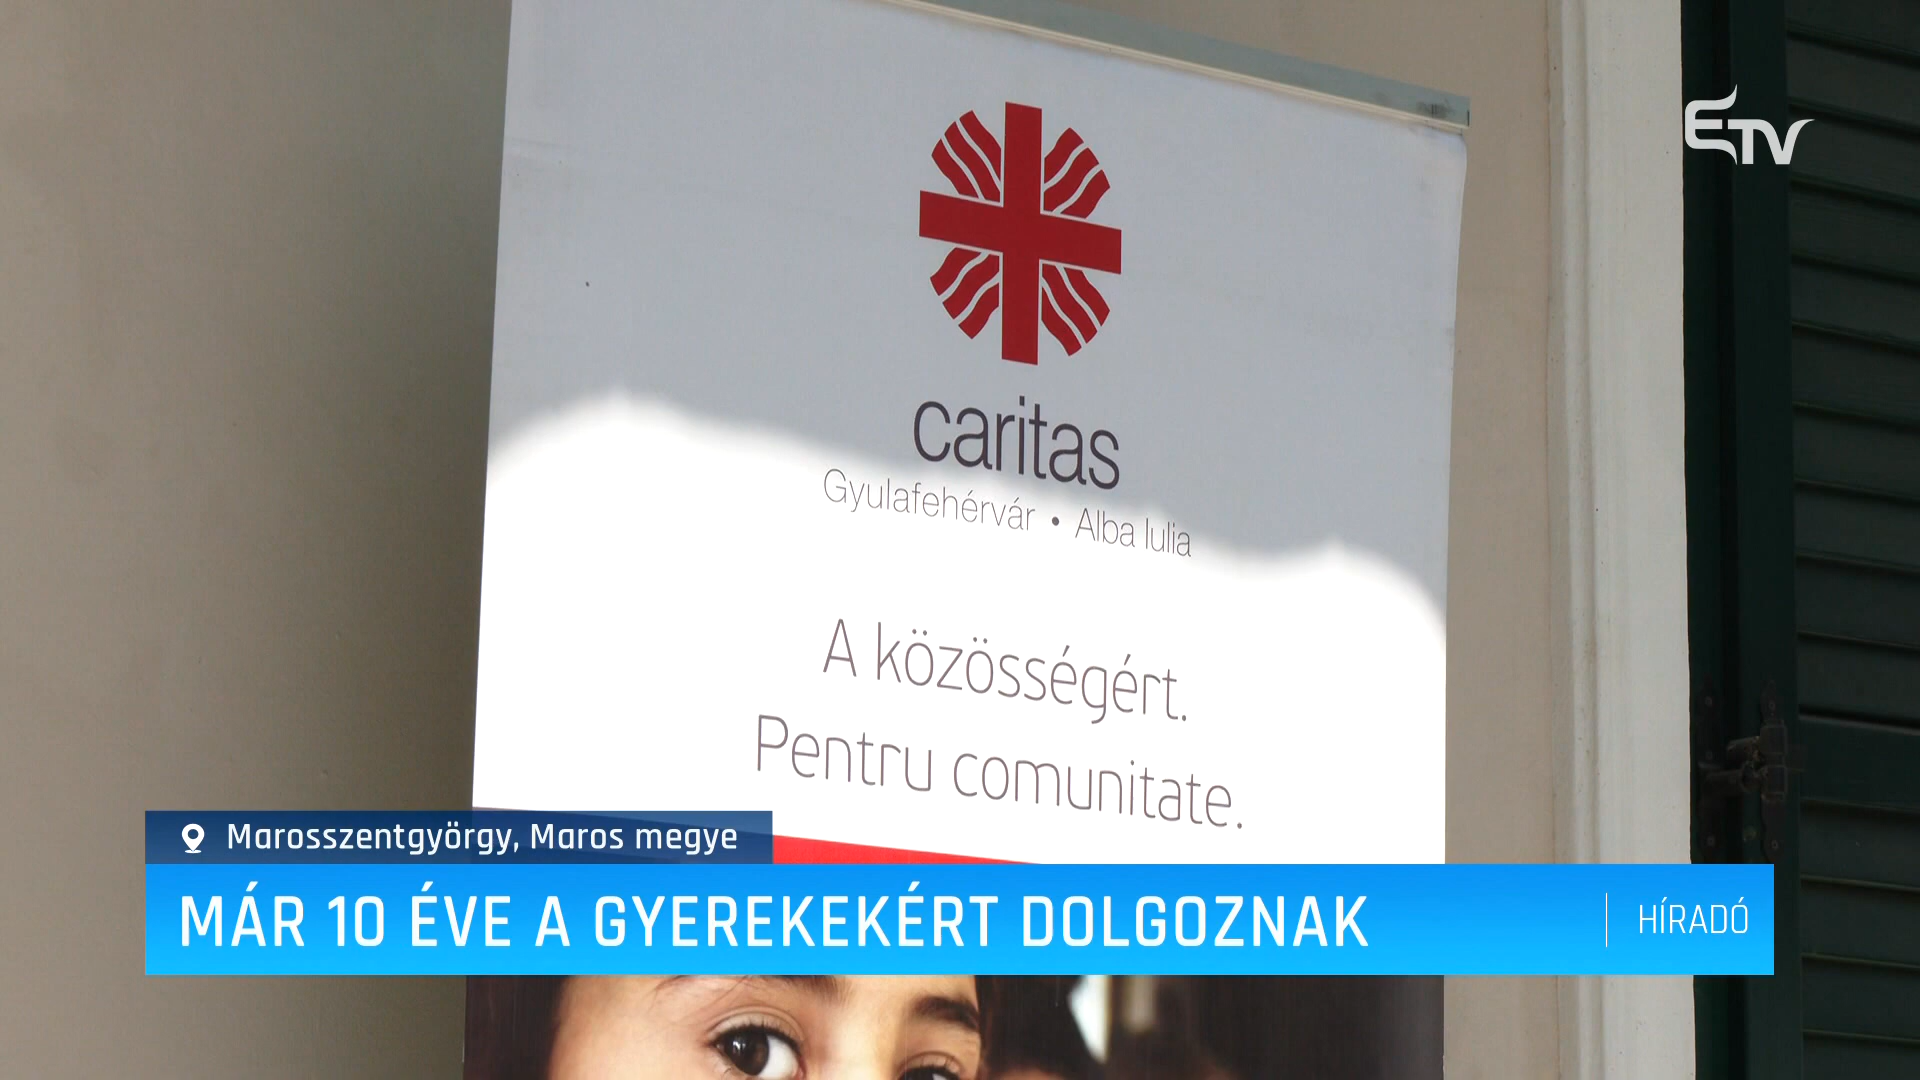 ETV
caritas
Gyulafehérvár • Alba Iulia
A közösségért.
Pentru comunitate.
Marosszentgyörgy, Maros megye
MÁR 10 ÉVE A GYEREKEKÉRT DOLGOZNAK
HÍRADÓ